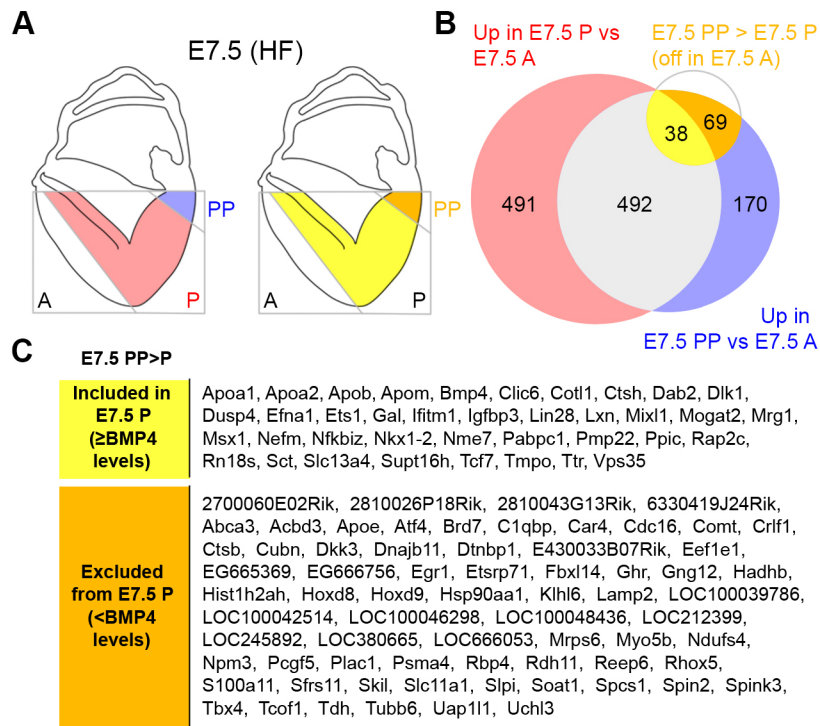 A
E7.5 (HF)
PP
A
P
PP
A
P
B
Up in E7.5 P vs
E7.5 A
E7.5 PP > E7.5 P
(off in E7.5 A)
38
69
491
492
170
Up in
E7.5 PP vs E7.5 A
C
E7.5 PP>P
Included in
E7.5 P
(≥BMP4
levels)
Apoa1, Apoa2, Apob, Apom, Bmp4, Clic6, Cotl1, Ctsh, Dab2, Dlk1,
Dusp4, Efna1, Ets1, Gal, Ifitm1, Igfbp3, Lin28, Lxn, Mixl1, Mogat2, Mrg1,
Msx1, Nefm, Nfkbiz, Nkx1-2, Nme7, Pabpc1, Pmp22, Ppic, Rap2c,
Rn18s, Sct, Slc13a4, Supt16h, Tcf7, Tmpo, Ttr, Vps35
Excluded
from E7.5 P
(<BMP4
levels)
2700060E02Rik, 2810026P18Rik, 2810043G13Rik, 6330419J24Rik,
Abca3, Acbd3, Apoe, Atf4, Brd7, C1qbp, Car4, Cdc16, Comt, Crlf1,
Ctsb, Cubn, Dkk3, Dnajb11, Dtnbp1, E430033B07Rik, Eef1e1,
EG665369, EG666756, Egr1, Etsrp71, Fbxl14, Ghr, Gng12, Hadhb,
Hist1h2ah, Hoxd8, Hoxd9, Hsp90aa1, Klhl6, Lamp2, LOC100039786,
LOC100042514, LOC100046298, LOC100048436, LOC212399,
LOC245892, LOC380665, LOC666053, Mrps6, Myo5b, Ndufs4,
Npm3, Pcgf5, Plac1, Psma4, Rbp4, Rdh11, Reep6, Rhox5,
S100a11, Sfrs11, Skil, Slc11a1, Slpi, Soat1, Spcs1, Spin2, Spink3,
Tbx4, Tcof1, Tdh, Tubb6, Uap1l1, Uchl3